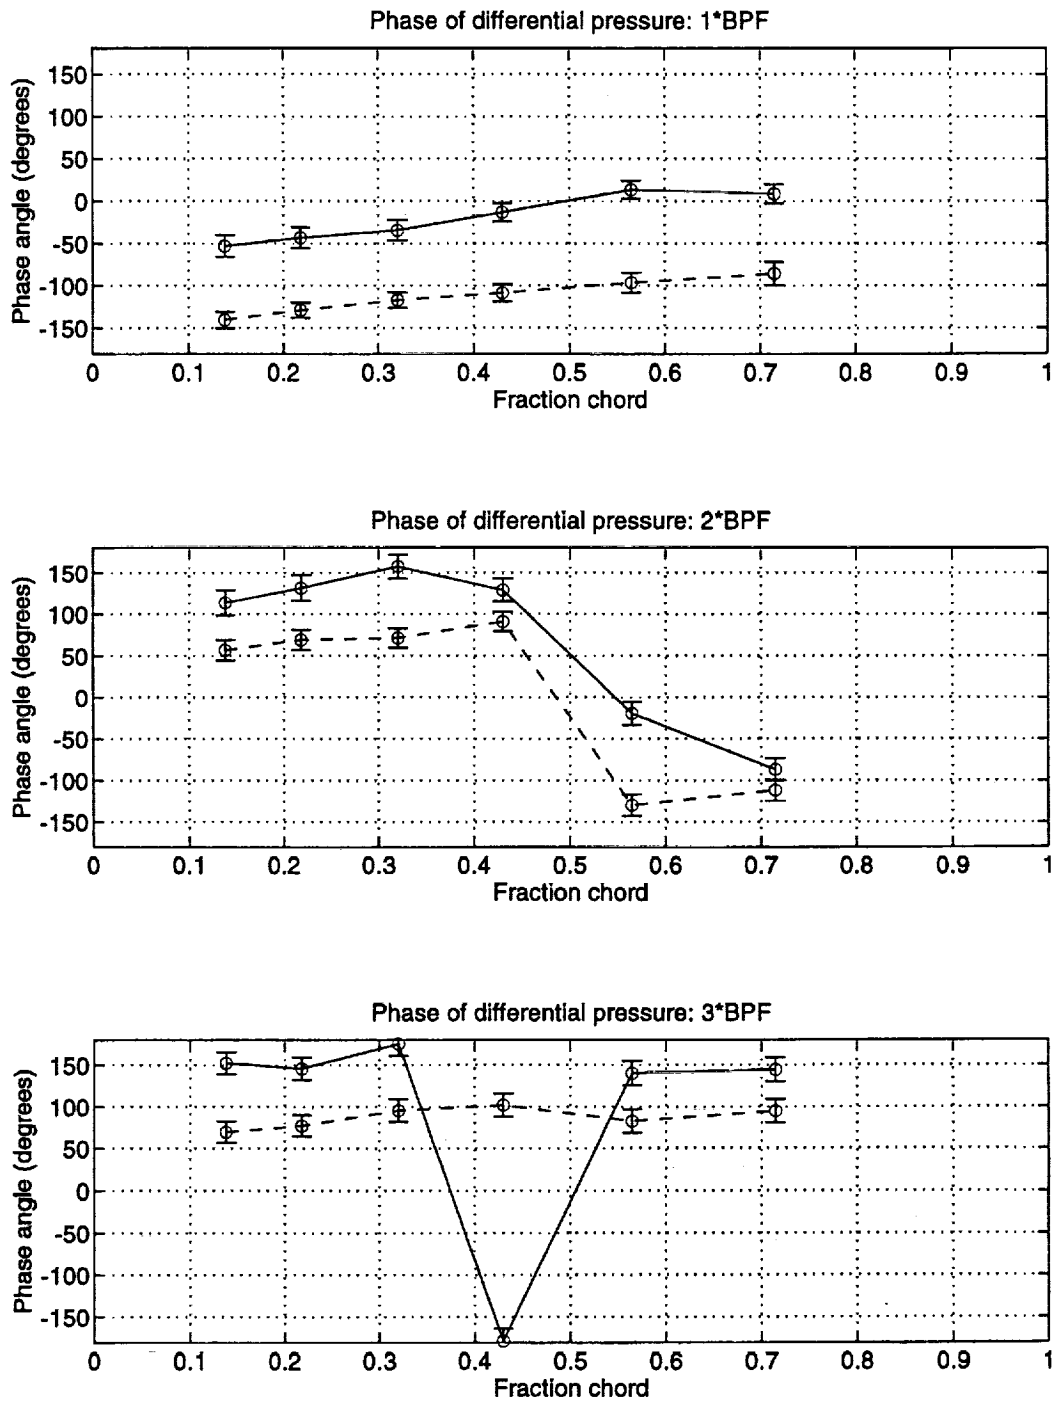 Phase of differential pressure: 1*BPF
Phase angle (degrees)
150
100
50
0
-50
-100
-150
0 0.1 0.2 0.3 0.4 0.5 0.6 0.7 0.8 0.9 1
Fraction chord
Phase of differential pressure: 2*BPF
Phase angle (degrees)
150
100
50
0
-50
-100
-150
0 0.1 0.2 0.3 0.4 0.5 0.6 0.7 0.8 0.9 1
Fraction chord
Phase of differential pressure: 3*BPF
Phase angle (degrees)
150
100
50
0
-50
-100
-150
0 0.1 0.2 0.3 0.4 0.5 0.6 0.7 0.8 0.9 1
Fraction chord